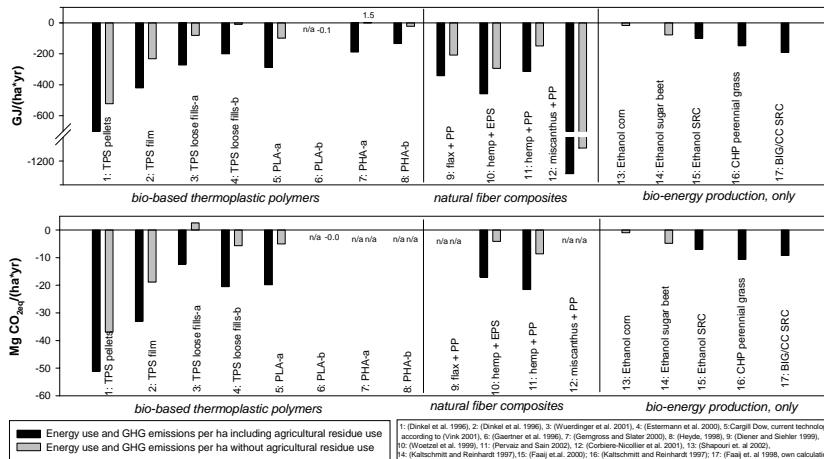 0
-200
-400
-600
-1200
GJ/(ha*yr)
1.5
n/a -0.1
1: TPS pellets
2: TPS film
3: TPS loose fills-a
4: TPS loose fills-b
5: PLA-a
6: PLA-b
7: PHA-a
8: PHA-b
9: flax + PP
10: hemp + EPS
11: hemp + PP
12: miscanthus + PP
13: Ethanol corn
14: Ethanol sugar beet
15: Ethanol SRC
16: CHP perennial grass
17: BIG/CC SRC
bio-based thermoplastic polymers
natural fiber composites
bio-energy production, only
0
-10
-20
-30
-40
-50
-60
Mg CO2eq/(ha*yr)
n/a -0.0
n/a n/a
n/a n/a
n/a n/a
n/a n/a
1: TPS pellets
2: TPS film
3: TPS loose fills-a
4: TPS loose fills-b
5: PLA-a
6: PLA-b
7: PHA-a
8: PHA-b
9: flax + PP
10: hemp + EPS
11: hemp + PP
12: miscanthus + PP
13: Ethanol corn
14: Ethanol sugar beet
15: Ethanol SRC
16: CHP perennial grass
17: BIG/CC SRC
bio-based thermoplastic polymers
natural fiber composites
bio-energy production, only
Energy use and GHG emissions per ha including agricultural residue use
Energy use and GHG emissions per ha without agricultural residue use
1: (Dinkel et al. 1996), 2: (Dinkel et al. 1996), 3: (Wuerdinger et al. 2001), 4: (Estermann et al. 2000), 5:Cargill Dow, current technology
according to (Vink 2001), 6: (Gaertner et al. 1996), 7: (Gerngross and Slater 2000), 8: (Heyde, 1998), 9: (Diener and Siehler 1999),
10: (Woetzel et al. 1999), 11: (Pervaiz and Sain 2002), 12: (Corbiere-Nicollier et al. 2001), 13: (Shapouri et. al 2002),
14: (Kaltschmitt and Reinhardt 1997),15: (Faaij et al. 2000); 16: (Kaltschmitt and Reinhardt 1997); 17: (Faaij et. al 1998, own calculati